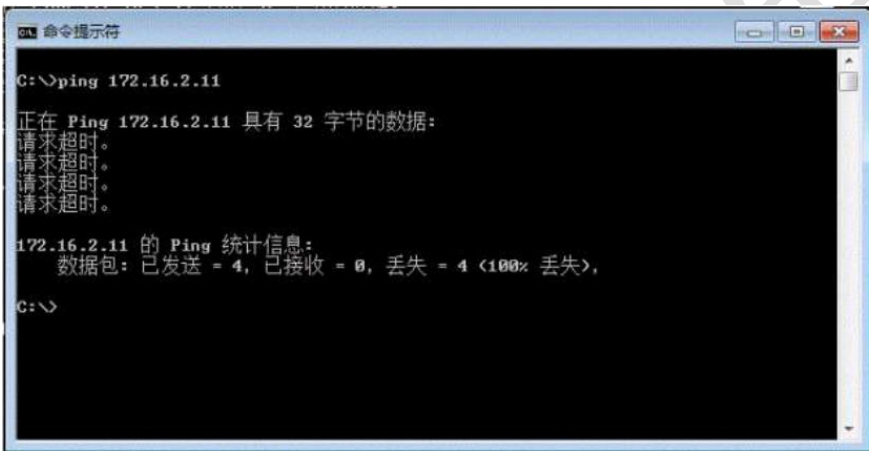 命令提示符
C:\>ping 172.16.2.11
正在 Ping 172.16.2.11 具有 32 字节的数据:
请求超时。
请求超时。
请求超时。
请求超时。
172.16.2.11 的 Ping 统计信息:
数据包: 已发送 = 4, 已接收 = 0, 丢失 = 4 (100% 丢失),
C:\>